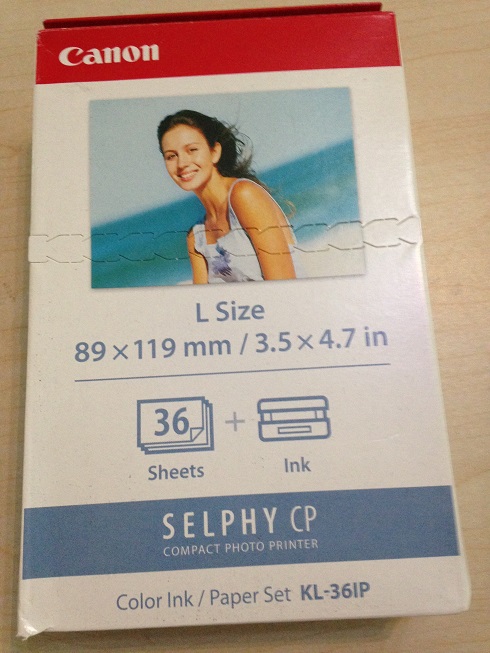 Canon
L Size
89 × 119 mm / 3.5 × 4.7 in
36
Sheets
+
Ink
SELPHY CP
COMPACT PHOTO PRINTER
Color Ink / Paper Set KL-36IP